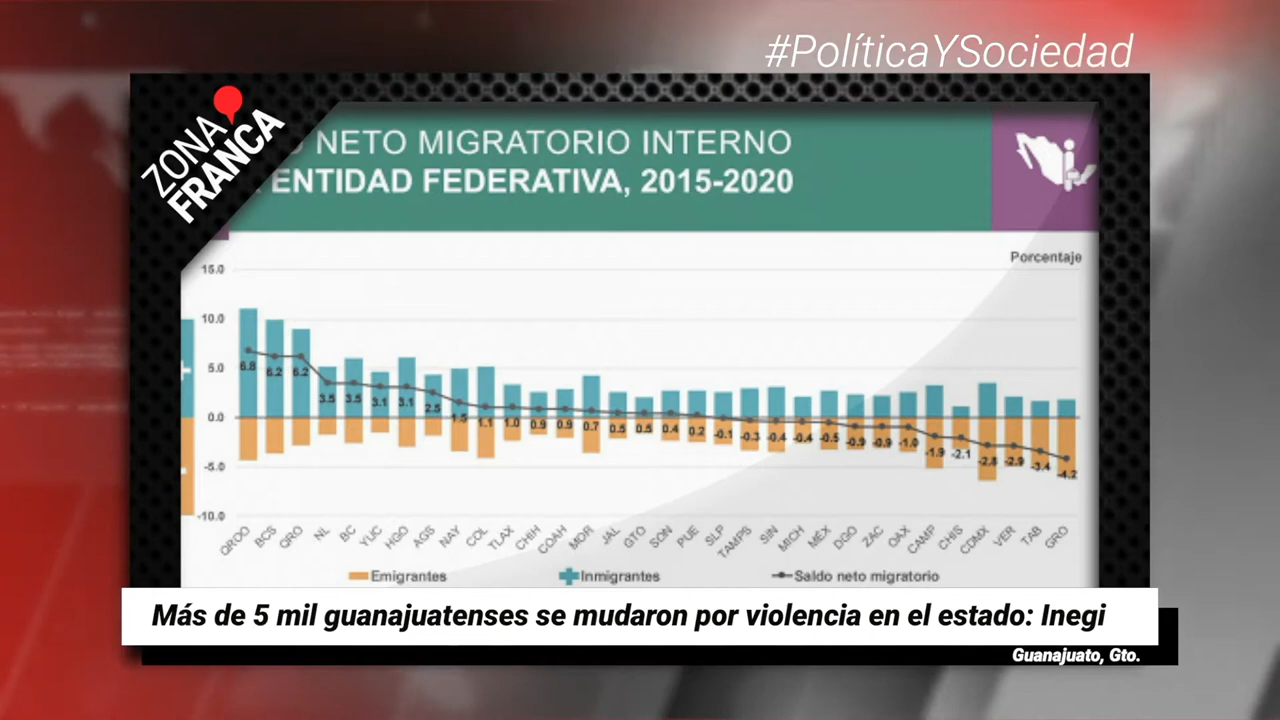 #PolíticaYSociedad
ZONA
FRANCA
NETO MIGRATORIO INTERNO
ENTIDAD FEDERATIVA, 2015-2020
Porcentaje
15.0
10.0
5.0
0.0
-5.0
-10.0
6.8 6.2 6.2 3.5 3.5 3.1 3.1 2.5 1.5 1.1 1.0 0.9 0.9 0.7 0.5 0.5 0.4 0.2 -0.1 -0.3 -0.4 -0.4 -0.5 -0.9 -0.9 -1.0 -1.9 -2.1 -2.8 -2.9 -3.4 -4.2
QROO BCS QRO NL BC YUC HGO AGS NAY COL TLAX CHIH COAH MOR JAL GTO SON PUE SLP TAMPS SIN MICH MEX DGO ZAC OAX CAMP CHIS CDMX VER TAB GRO
Emigrantes Inmigrantes Saldo neto migratorio
Más de 5 mil guanajuatenses se mudaron por violencia en el estado: Inegi
Guanajuato, Gto.